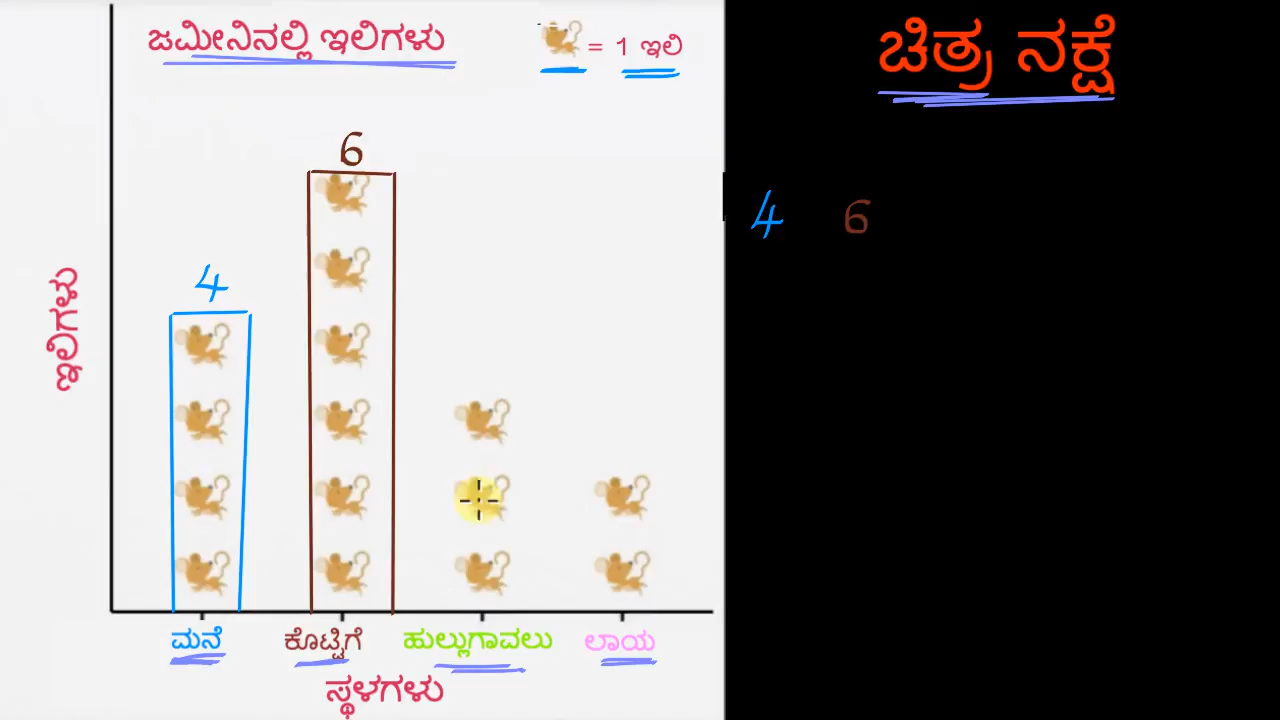 ಜಮೀನಿನಲ್ಲಿ ಇಲಿಗಳು
= 1 ಇಲಿ
ಚಿತ್ರ ನಕ್ಷೆ
6
4
4 6
ಇಲಿಗಳು
ಮನೆ ಕೊಟ್ಟಿಗೆ ಹುಲ್ಲುಗಾವಲು ಲಾಯ
ಸ್ಥಳಗಳು